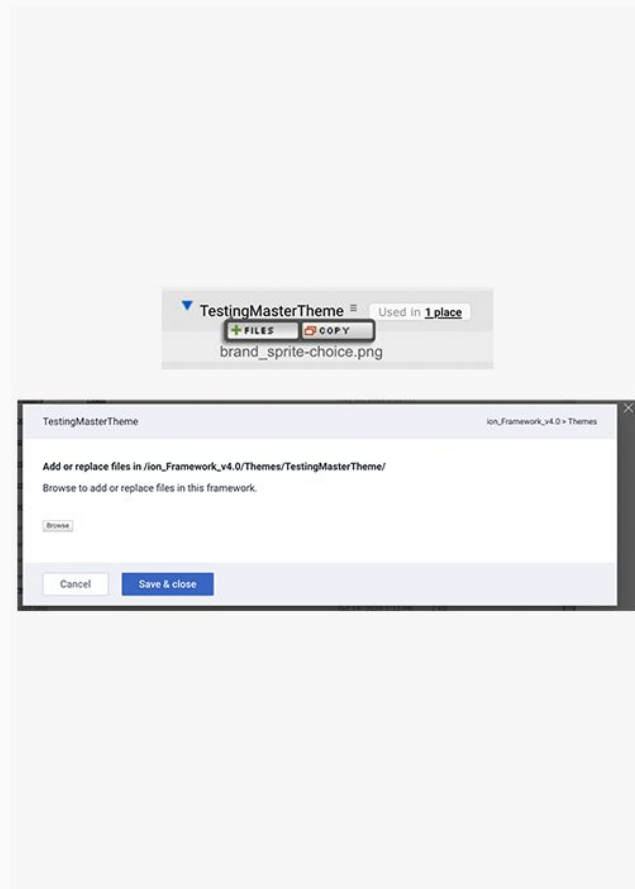 TestingMasterTheme Used in 1 place
+FILES COPY
brand_sprite-choice.png
TestingMasterTheme ion_Framework_v4.0 > Themes
Add or replace files in /ion_Framework_v4.0/Themes/TestingMasterTheme/
Browse to add or replace files in this framework.
Browse
Cancel Save & close